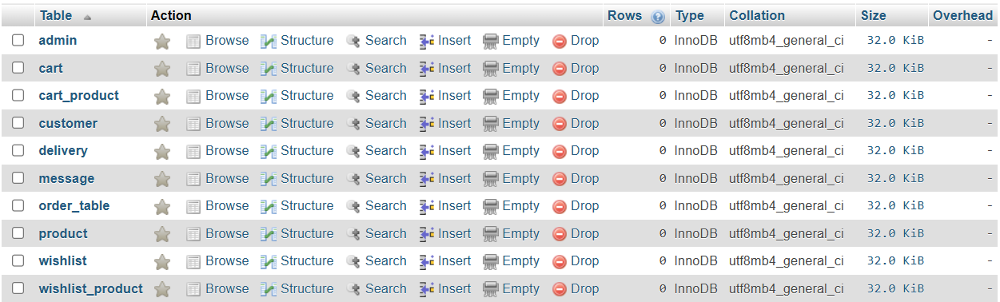 Table Action Rows Type Collation Size Overhead
admin Browse Structure Search Insert Empty Drop 0 InnoDB utf8mb4_general_ci 32.0 KiB -
cart Browse Structure Search Insert Empty Drop 0 InnoDB utf8mb4_general_ci 32.0 KiB -
cart_product Browse Structure Search Insert Empty Drop 0 InnoDB utf8mb4_general_ci 32.0 KiB -
customer Browse Structure Search Insert Empty Drop 0 InnoDB utf8mb4_general_ci 32.0 KiB -
delivery Browse Structure Search Insert Empty Drop 0 InnoDB utf8mb4_general_ci 32.0 KiB -
message Browse Structure Search Insert Empty Drop 0 InnoDB utf8mb4_general_ci 32.0 KiB -
order_table Browse Structure Search Insert Empty Drop 0 InnoDB utf8mb4_general_ci 32.0 KiB -
product Browse Structure Search Insert Empty Drop 0 InnoDB utf8mb4_general_ci 32.0 KiB -
wishlist Browse Structure Search Insert Empty Drop 0 InnoDB utf8mb4_general_ci 32.0 KiB -
wishlist_product Browse Structure Search Insert Empty Drop 0 InnoDB utf8mb4_general_ci 32.0 KiB -